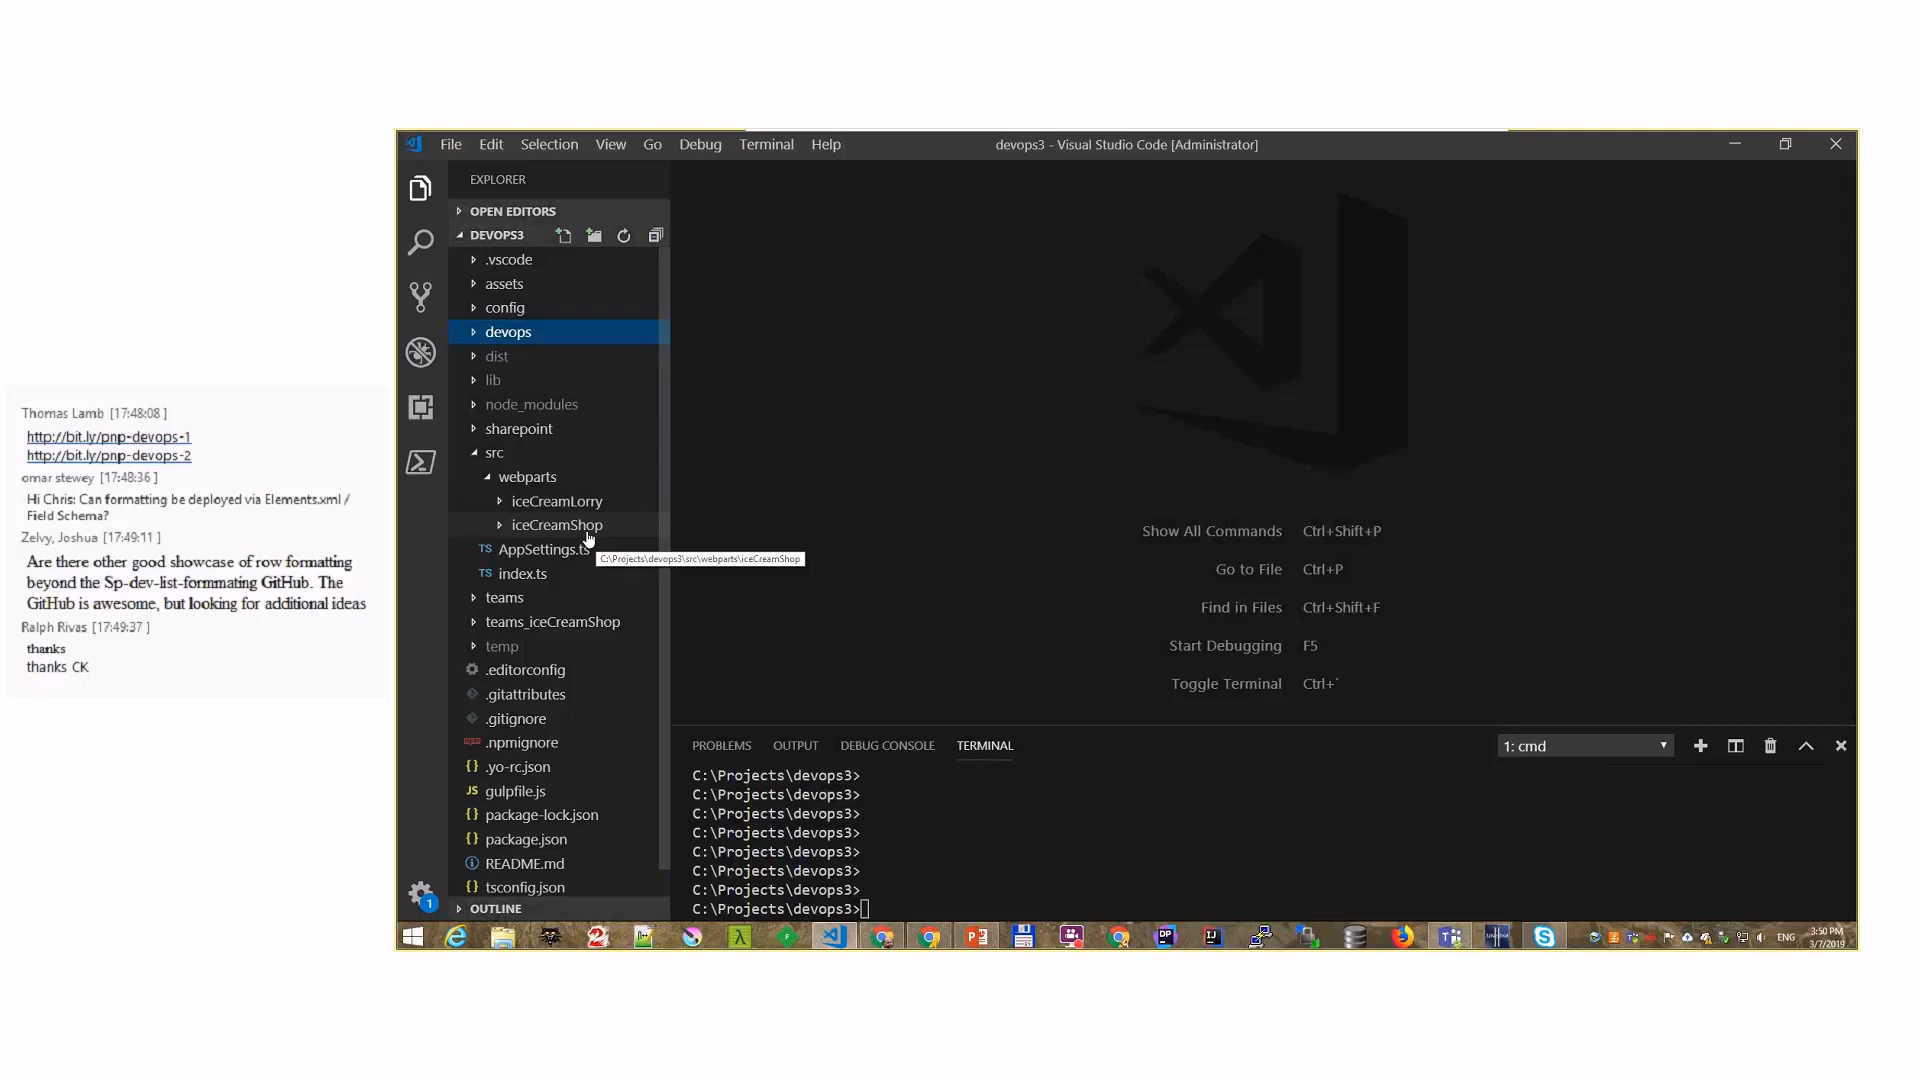 Thomas Lamb [17:48:08 ]
http://bit.ly/pnp-devops-1
http://bit.ly/pnp-devops-2
omar stewey [17:48:36 ]
Hi Chris: Can formatting be deployed via Elements.xml /
Field Schema?
Zelvy, Joshua [17:49:11 ]
Are there other good showcase of row formatting
beyond the Sp-dev-list-formmating GitHub. The
GitHub is awesome, but looking for additional ideas
Ralph Rivas [17:49:37 ]
thanks
thanks CK
File Edit Selection View Go Debug Terminal Help
devops3 - Visual Studio Code [Administrator]
EXPLORER
OPEN EDITORS
DEVOPS3
.vscode
assets
config
devops
dist
lib
node_modules
sharepoint
src
webparts
iceCreamLorry
iceCreamShop
TS AppSettings.ts
C:\Projects\devops3\src\webparts\iceCreamShop
TS index.ts
teams
teams_iceCreamShop
temp
.editorconfig
.gitattributes
.gitignore
.npmignore
{} .yo-rc.json
JS gulpfile.js
{} package-lock.json
{} package.json
README.md
{} tsconfig.json
OUTLINE
1
Show All Commands Ctrl+Shift+P
Go to File Ctrl+P
Find in Files Ctrl+Shift+F
Start Debugging F5
Toggle Terminal Ctrl+`
PROBLEMS OUTPUT DEBUG CONSOLE TERMINAL
1: cmd
C:\Projects\devops3>
C:\Projects\devops3>
C:\Projects\devops3>
C:\Projects\devops3>
C:\Projects\devops3>
C:\Projects\devops3>
C:\Projects\devops3>
C:\Projects\devops3>
ENG
3:50 PM
3/7/2019